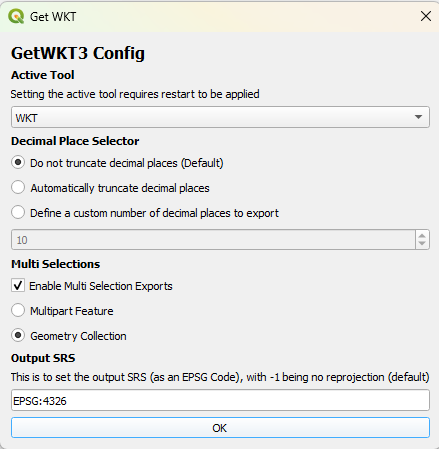 Get WKT
GetWKT3 Config
Active Tool
Setting the active tool requires restart to be applied
WKT
Decimal Place Selector
Do not truncate decimal places (Default)
Automatically truncate decimal places
Define a custom number of decimal places to export
10
Multi Selections
Enable Multi Selection Exports
Multipart Feature
Geometry Collection
Output SRS
This is to set the output SRS (as an EPSG Code), with -1 being no reprojection (default)
EPSG:4326
OK